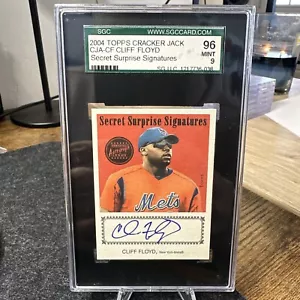 SGC
WWW.SGCCARD.COM
2004 TOPPS CRACKER JACK
CJA-CF CLIFF FLOYD
Secret Surprise Signatures
96
MINT
9
Secret Surprise Signatures
Mets
CLIFF FLOYD,